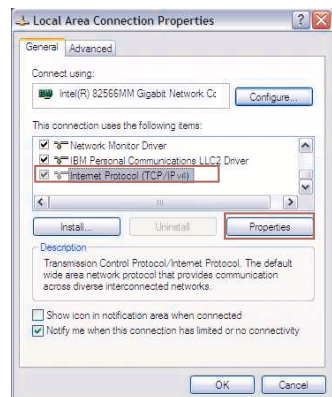 Local Area Connection Properties
General Advanced
Connect using:
Intel(R) 82566MM Gigabit Network Cc
Configure...
This connection uses the following items:
Network Monitor Driver
IBM Personal Communications LLC2 Driver
Internet Protocol (TCP/IPv4)
Install... Uninstall Properties
Description
Transmission Control Protocol/Internet Protocol. The default
wide area network protocol that provides communication
across diverse interconnected networks.
Show icon in notification area when connected
Notify me when this connection has limited or no connectivity
OK Cancel